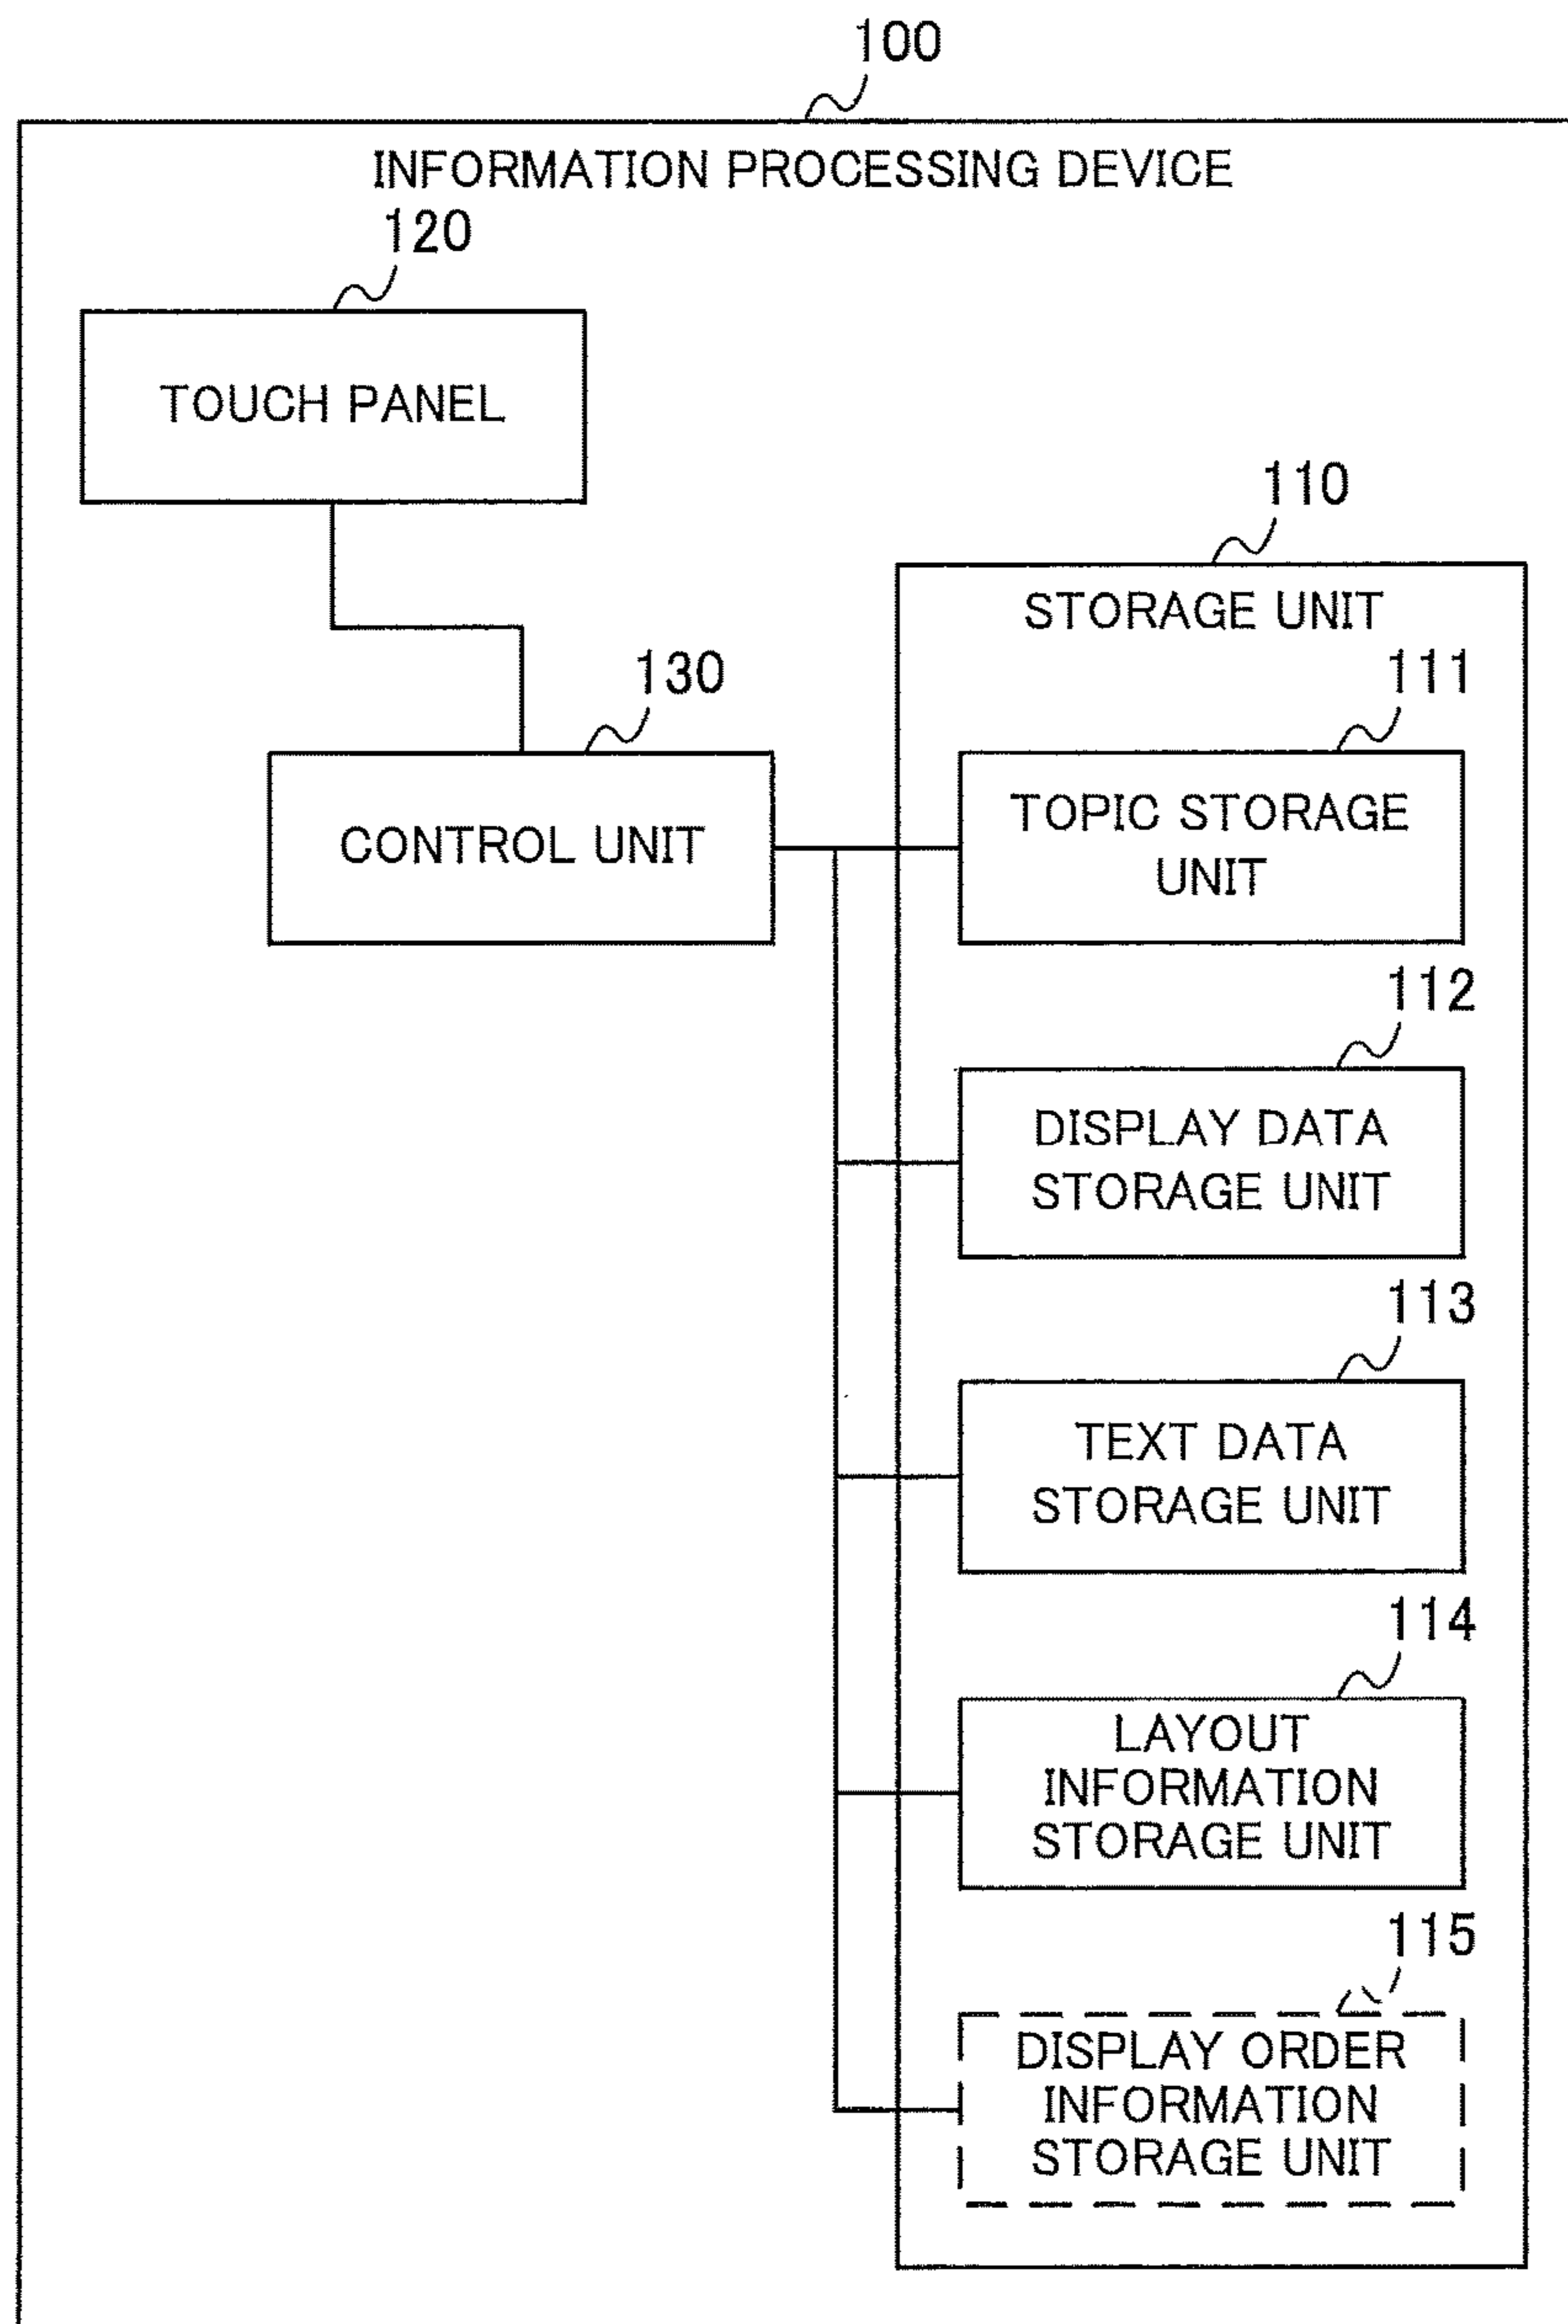 100
INFORMATION PROCESSING DEVICE
120
TOUCH PANEL
110
STORAGE UNIT
130
CONTROL UNIT
111
TOPIC STORAGE
UNIT
112
DISPLAY DATA
STORAGE UNIT
113
TEXT DATA
STORAGE UNIT
114
LAYOUT
INFORMATION
STORAGE UNIT
115
DISPLAY ORDER
INFORMATION
STORAGE UNIT